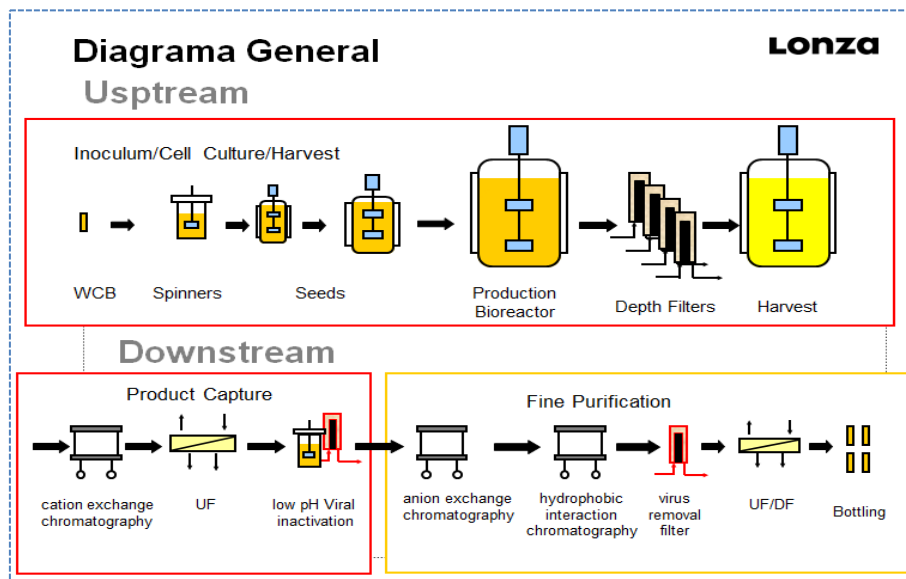 Diagrama General
Lonza
Usptream
Inoculum/Cell Culture/Harvest
WCB
Spinners
Seeds
Production
Bioreactor
Depth Filters
Harvest
Downstream
Product Capture
cation exchange
chromatography
UF
low pH Viral
inactivation
Fine Purification
anion exchange
chromatography
hydrophobic
interaction
chromatography
virus
removal
filter
UF/DF
Bottling